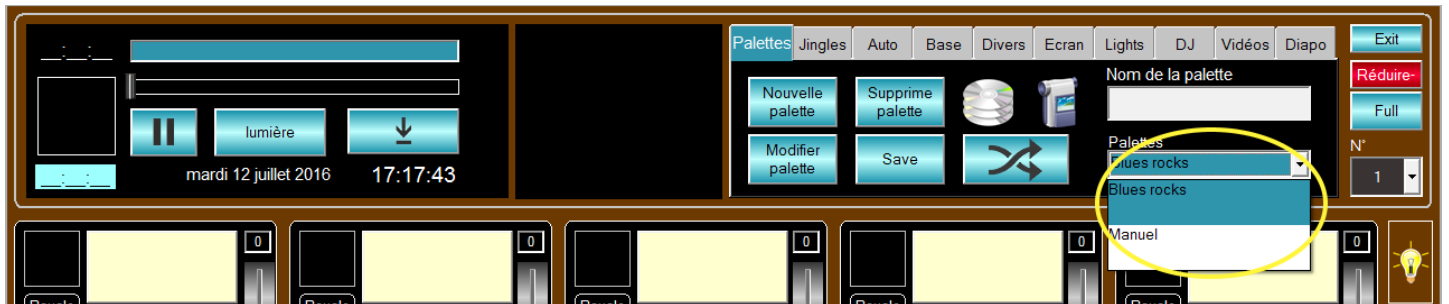 __:__:__
lumière
mardi 12 juillet 2016
17:17:43
__:__:__
Palettes Jingles Auto Base Divers Ecran Lights DJ Vidéos Diapo
Nouvelle
palette
Supprime
palette
Modifier
palette
Save
Nom de la palette
Palettes
Blues rocks
Blues rocks
Manuel
Exit
Réduire-
Full
N°
1
0
0
0
0
0